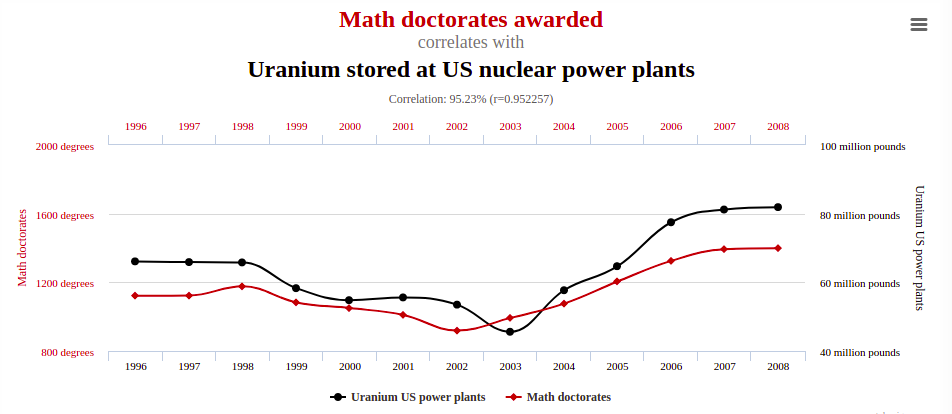 Math doctorates awarded
correlates with
Uranium stored at US nuclear power plants
Correlation: 95.23% (r=0.952257)
1996 1997 1998 1999 2000 2001 2002 2003 2004 2005 2006 2007 2008
2000 degrees 100 million pounds
1600 degrees 80 million pounds
1200 degrees 60 million pounds
800 degrees 40 million pounds
Math doctorates
Uranium US power plants
1996 1997 1998 1999 2000 2001 2002 2003 2004 2005 2006 2007 2008
Uranium US power plants Math doctorates